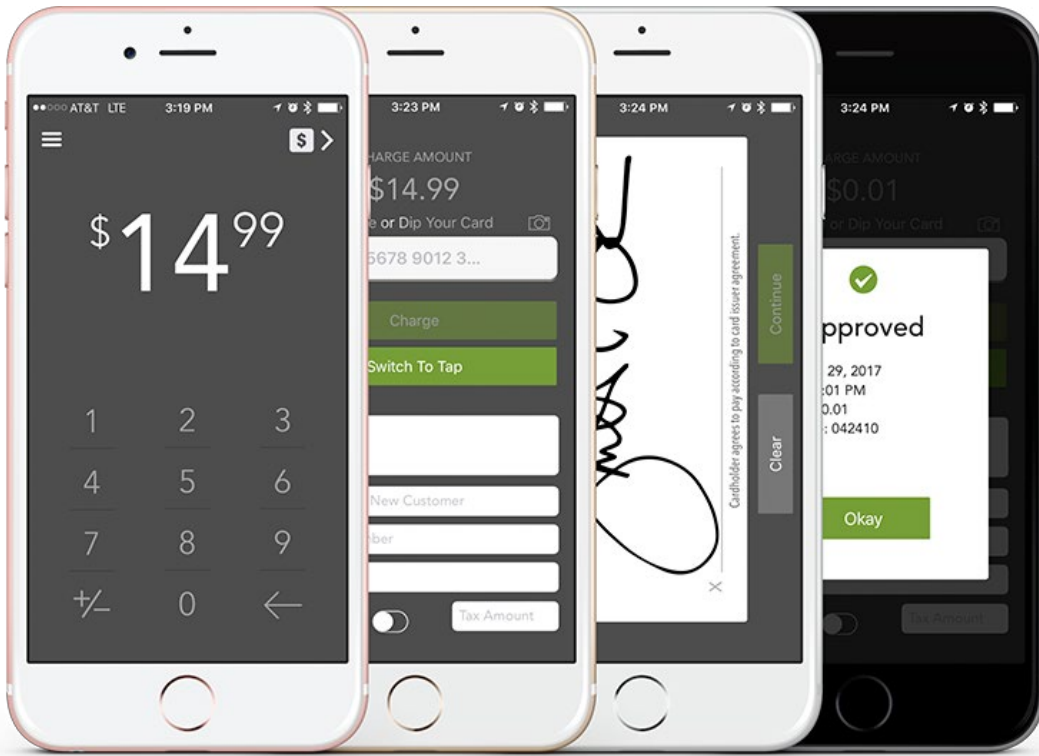 AT&T LTE 3:19 PM
$
$14.99
1 2 3
4 5 6
7 8 9
+/- 0 ←
3:23 PM
HARGE AMOUNT
$14.99
e or Dip Your Card
5678 9012 3...
Charge
Switch To Tap
New Customer
ber
Tax Amount
3:24 PM
Cardholder agrees to pay according to card issuer agreement.
X
Continue
Clear
3:24 PM
ARGE AMOUNT
$0.01
or Dip Your Card
pproved
29, 2017
:01 PM
0.01
: 042410
Okay
Tax Amount